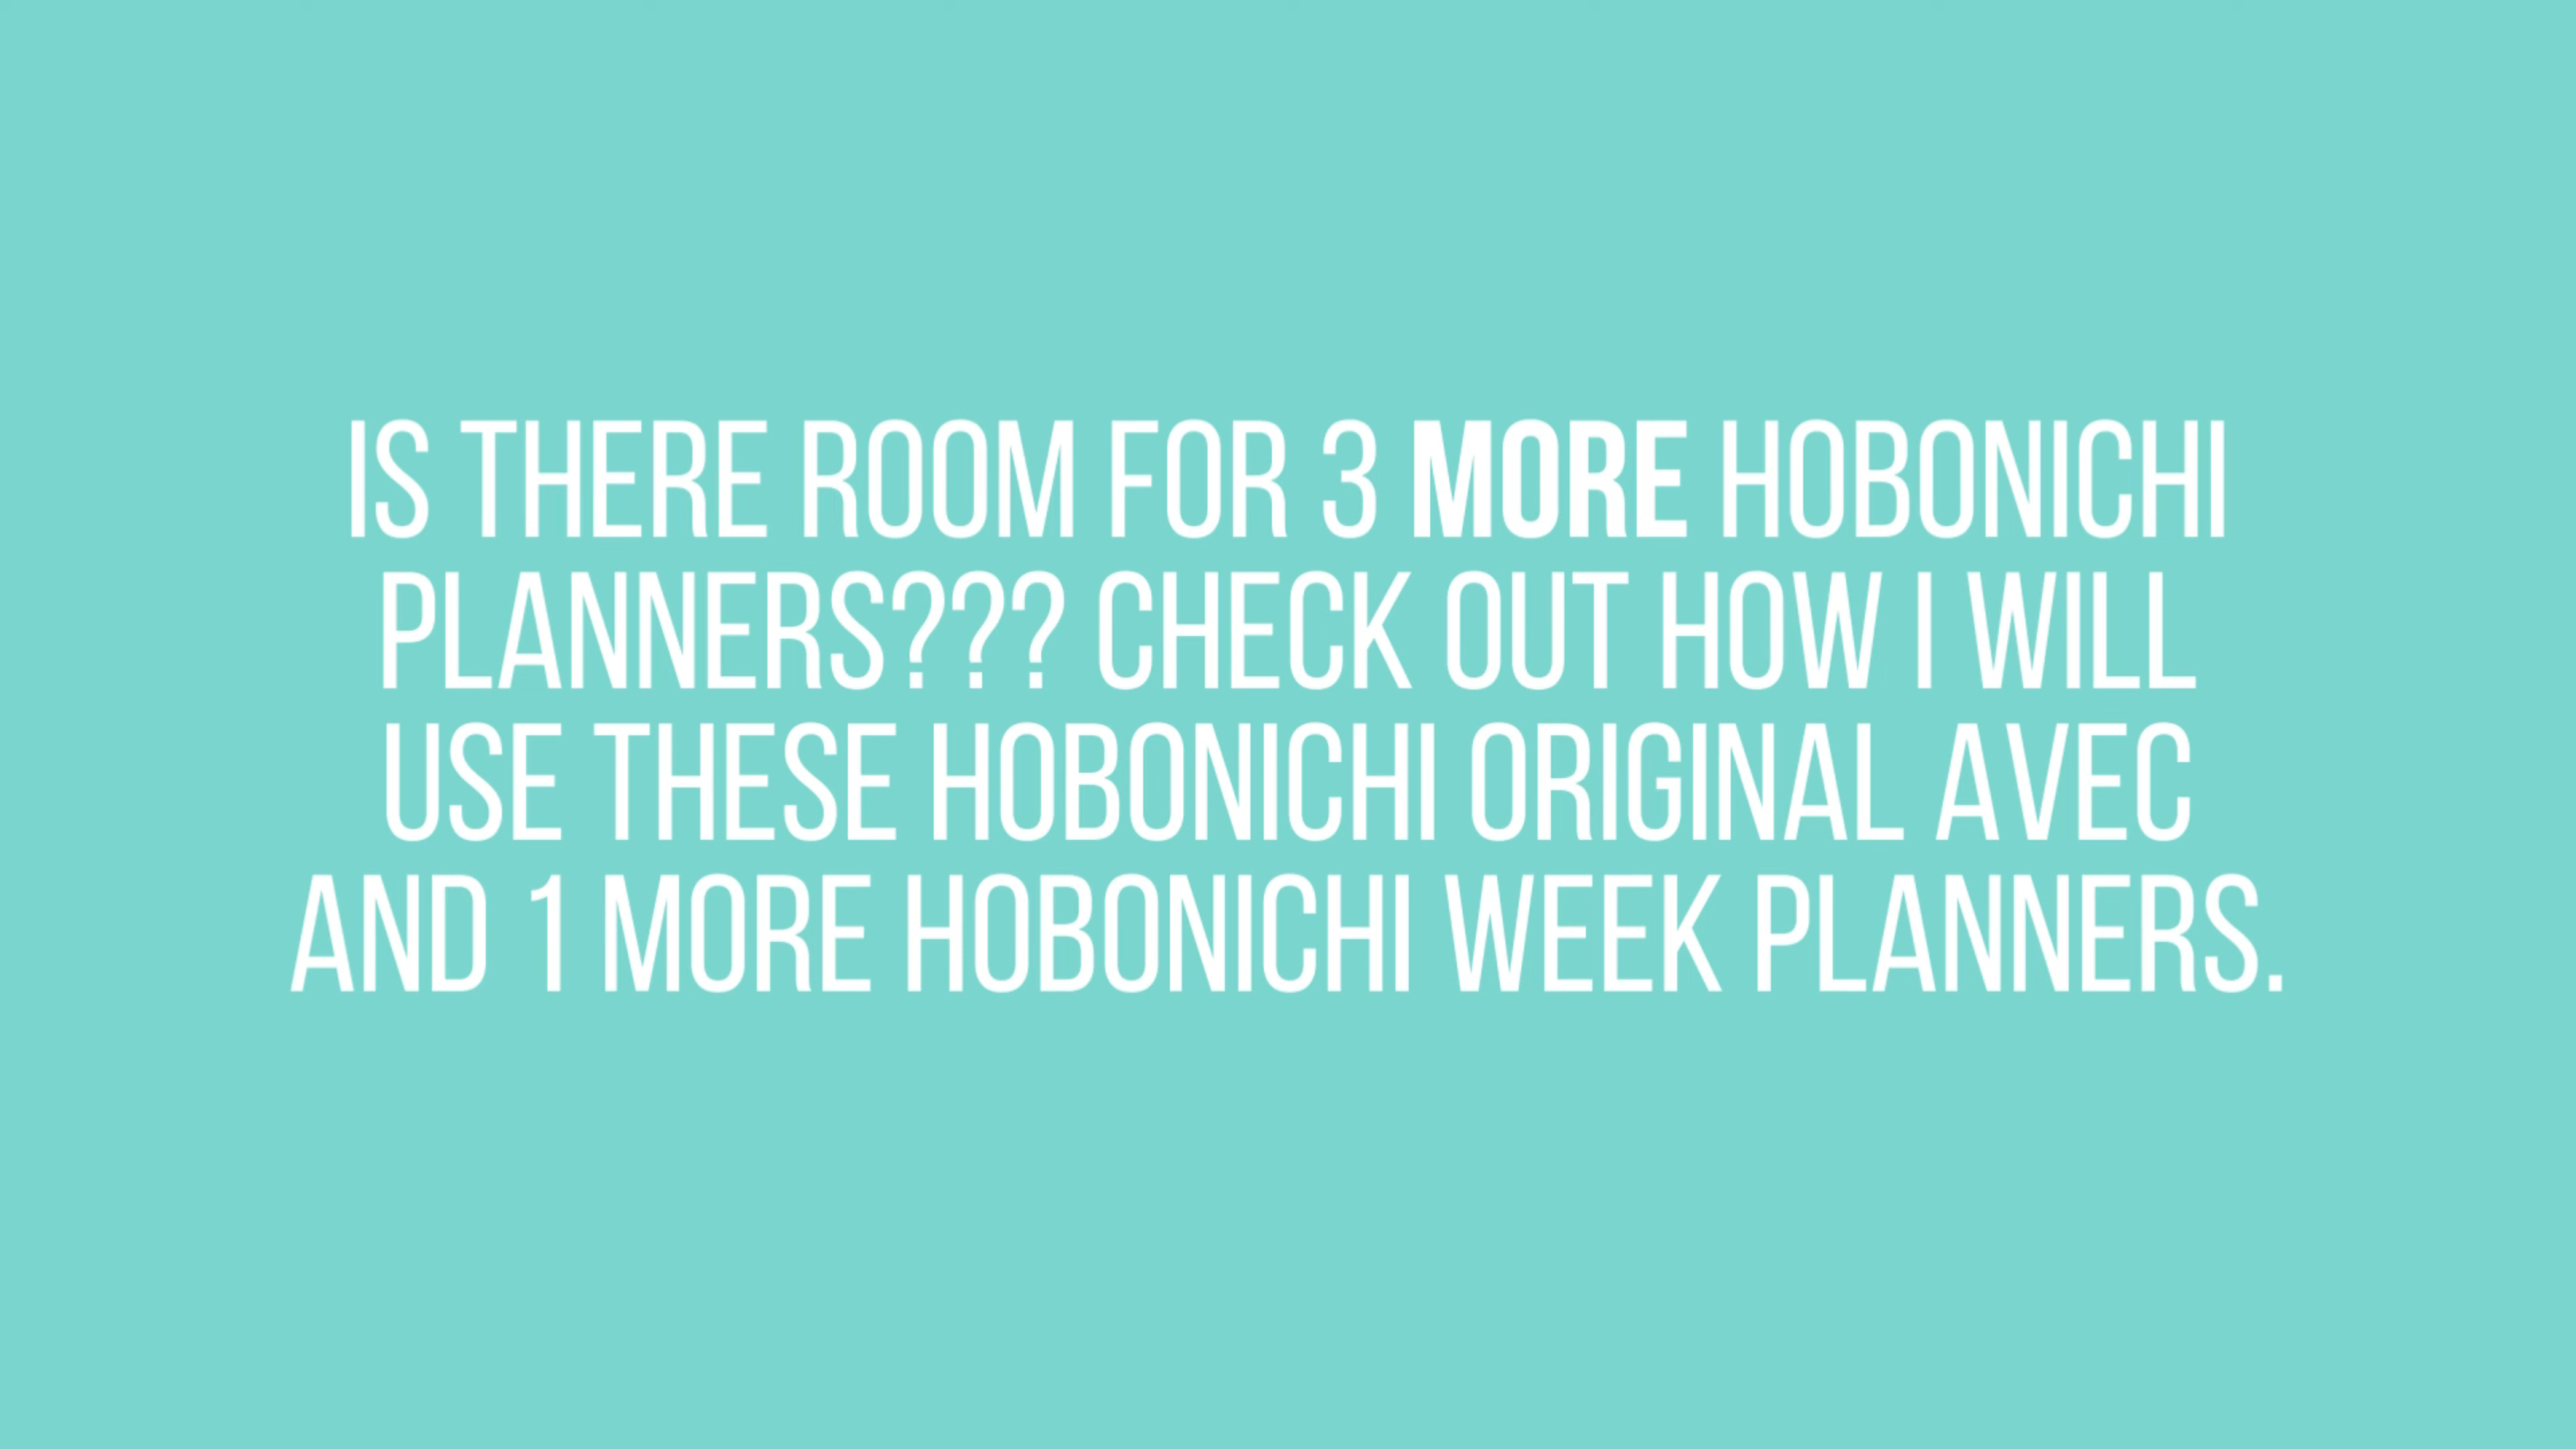 IS THERE ROOM FOR 3 MORE HOBONICHI
PLANNERS??? CHECK OUT HOW I WILL
USE THESE HOBONICHI ORIGINAL AVEC
AND 1 MORE HOBONICHI WEEK PLANNERS.